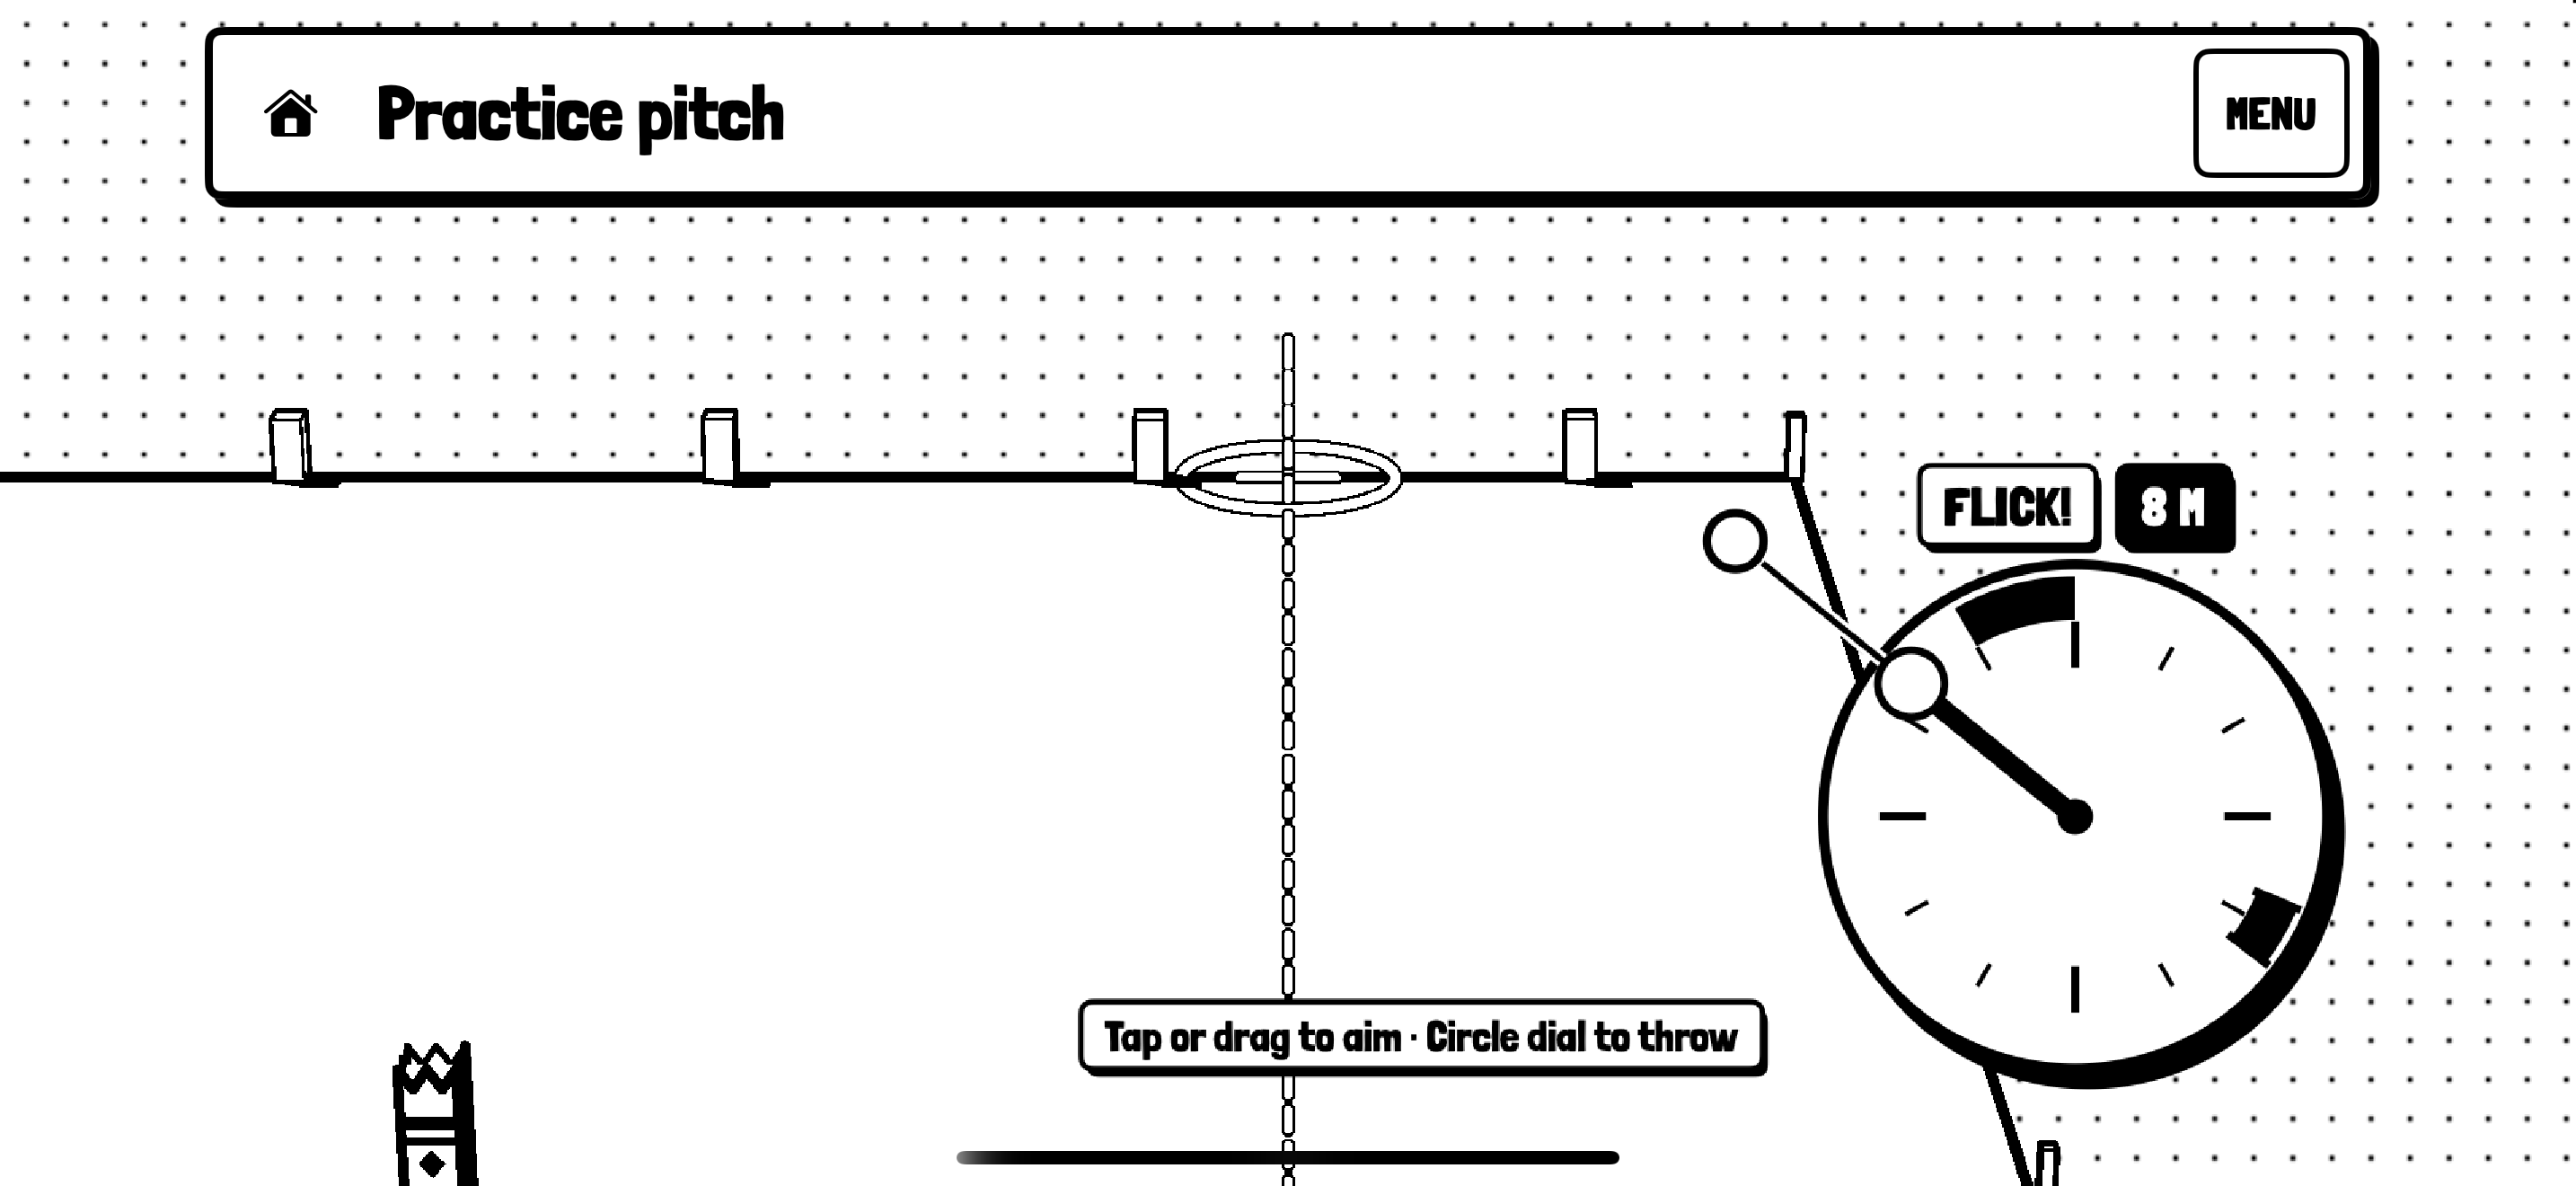 Practice pitch
MENU
FLICK!
8 M
Tap or drag to aim · Circle dial to throw